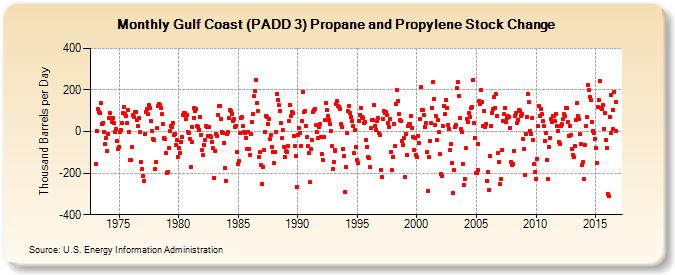 Monthly Gulf Coast (PADD 3) Propane and Propylene Stock Change
Thousand Barrels per Day
400
200
0
-200
-400
1975 1980 1985 1990 1995 2000 2005 2010 2015
Source: U.S. Energy Information Administration